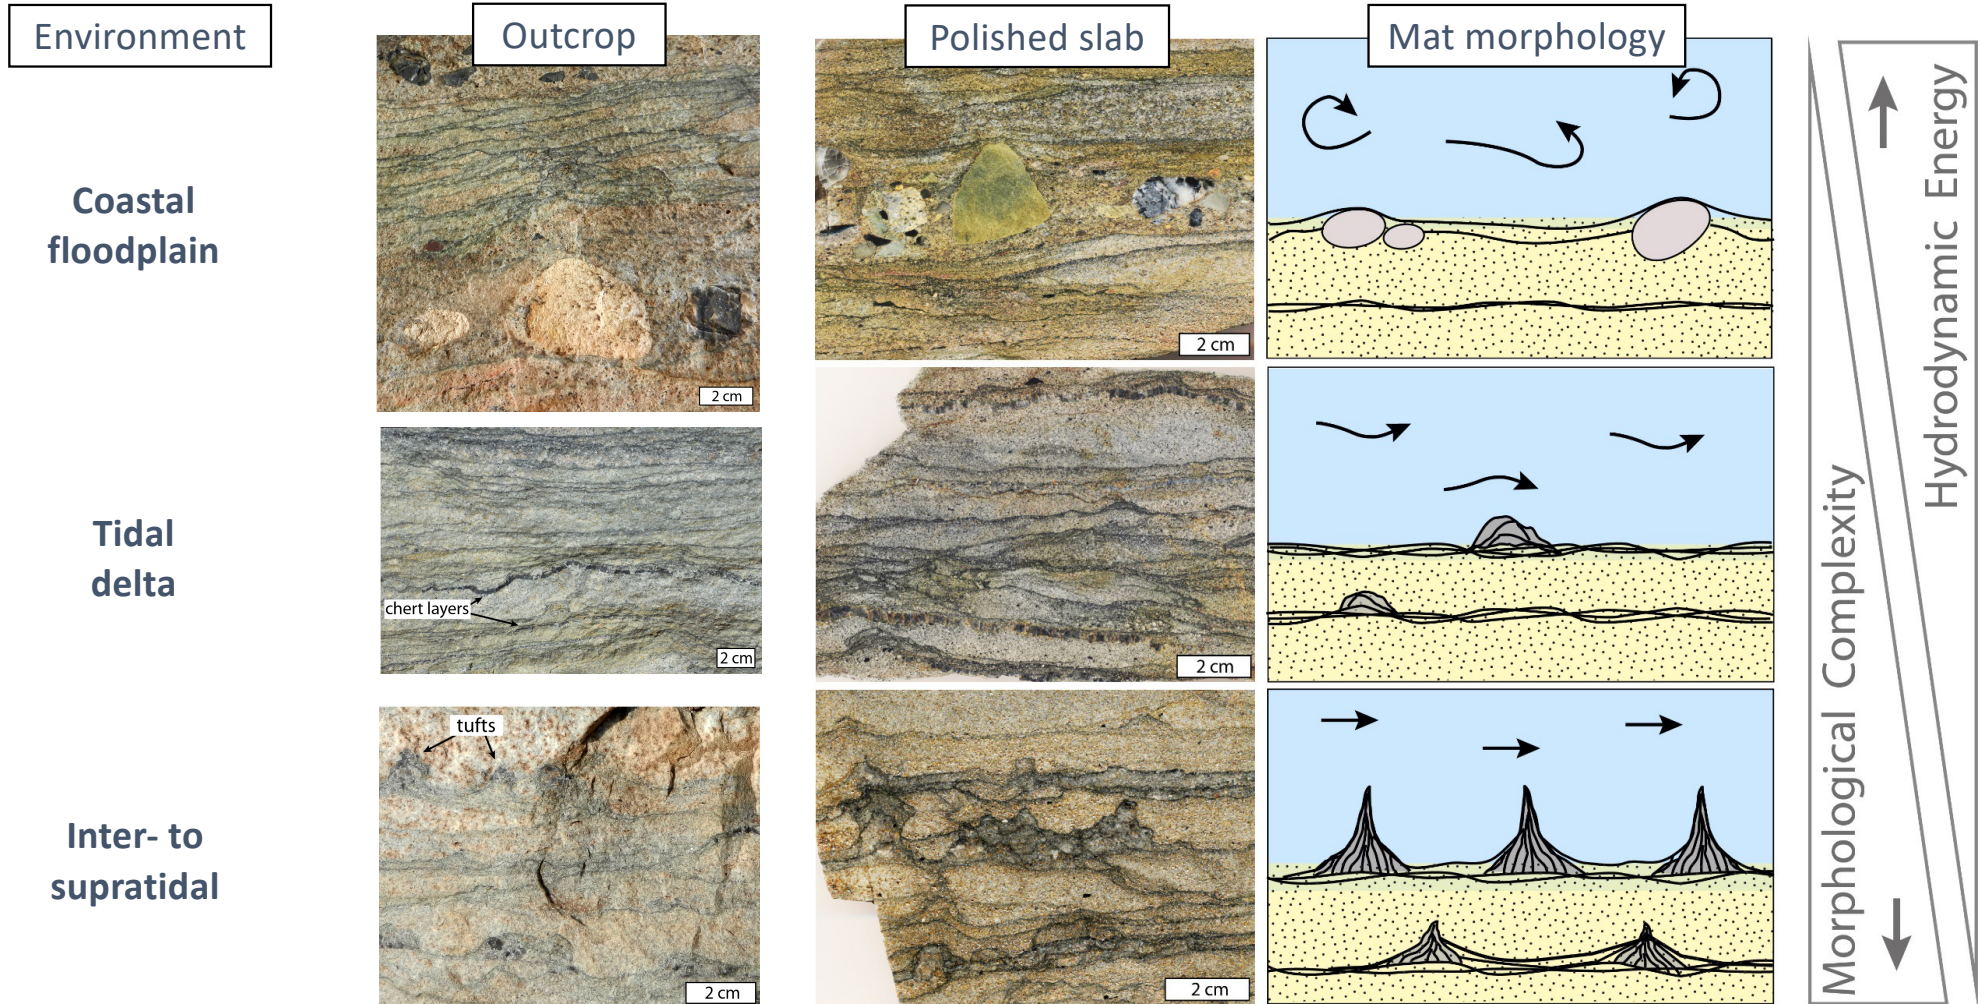 Environment
Outcrop
Polished slab
Mat morphology
Coastal
floodplain
2 cm
2 cm
Tidal
delta
chert layers
2 cm
2 cm
Inter- to
supratidal
tufts
2 cm
2 cm
Hydrodynamic Energy
Morphological Complexity